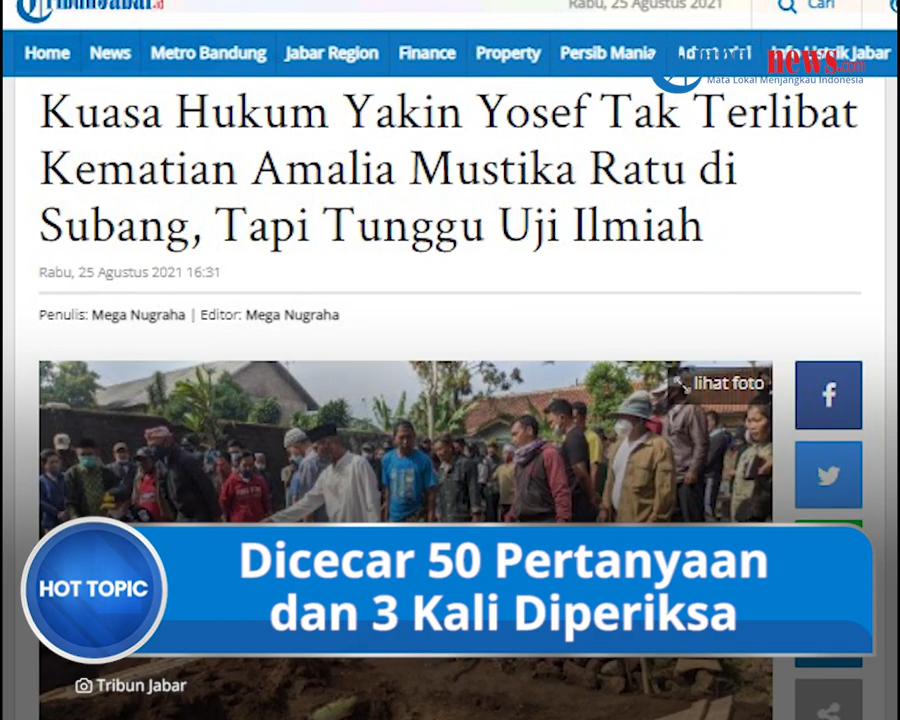 TribunJabar.id
Rabu, 25 Agustus 2021
Cari
Home News Metro Bandung Jabar Region Finance Property Persib Mania
news.com
Mata Lokal Menjangkau Indonesia
Kuasa Hukum Yakin Yosef Tak Terlibat
Kematian Amalia Mustika Ratu di
Subang, Tapi Tunggu Uji Ilmiah
Rabu, 25 Agustus 2021 16:31
Penulis: Mega Nugraha | Editor: Mega Nugraha
lihat foto
HOT TOPIC
Dicecar 50 Pertanyaan
dan 3 Kali Diperiksa
Tribun Jabar